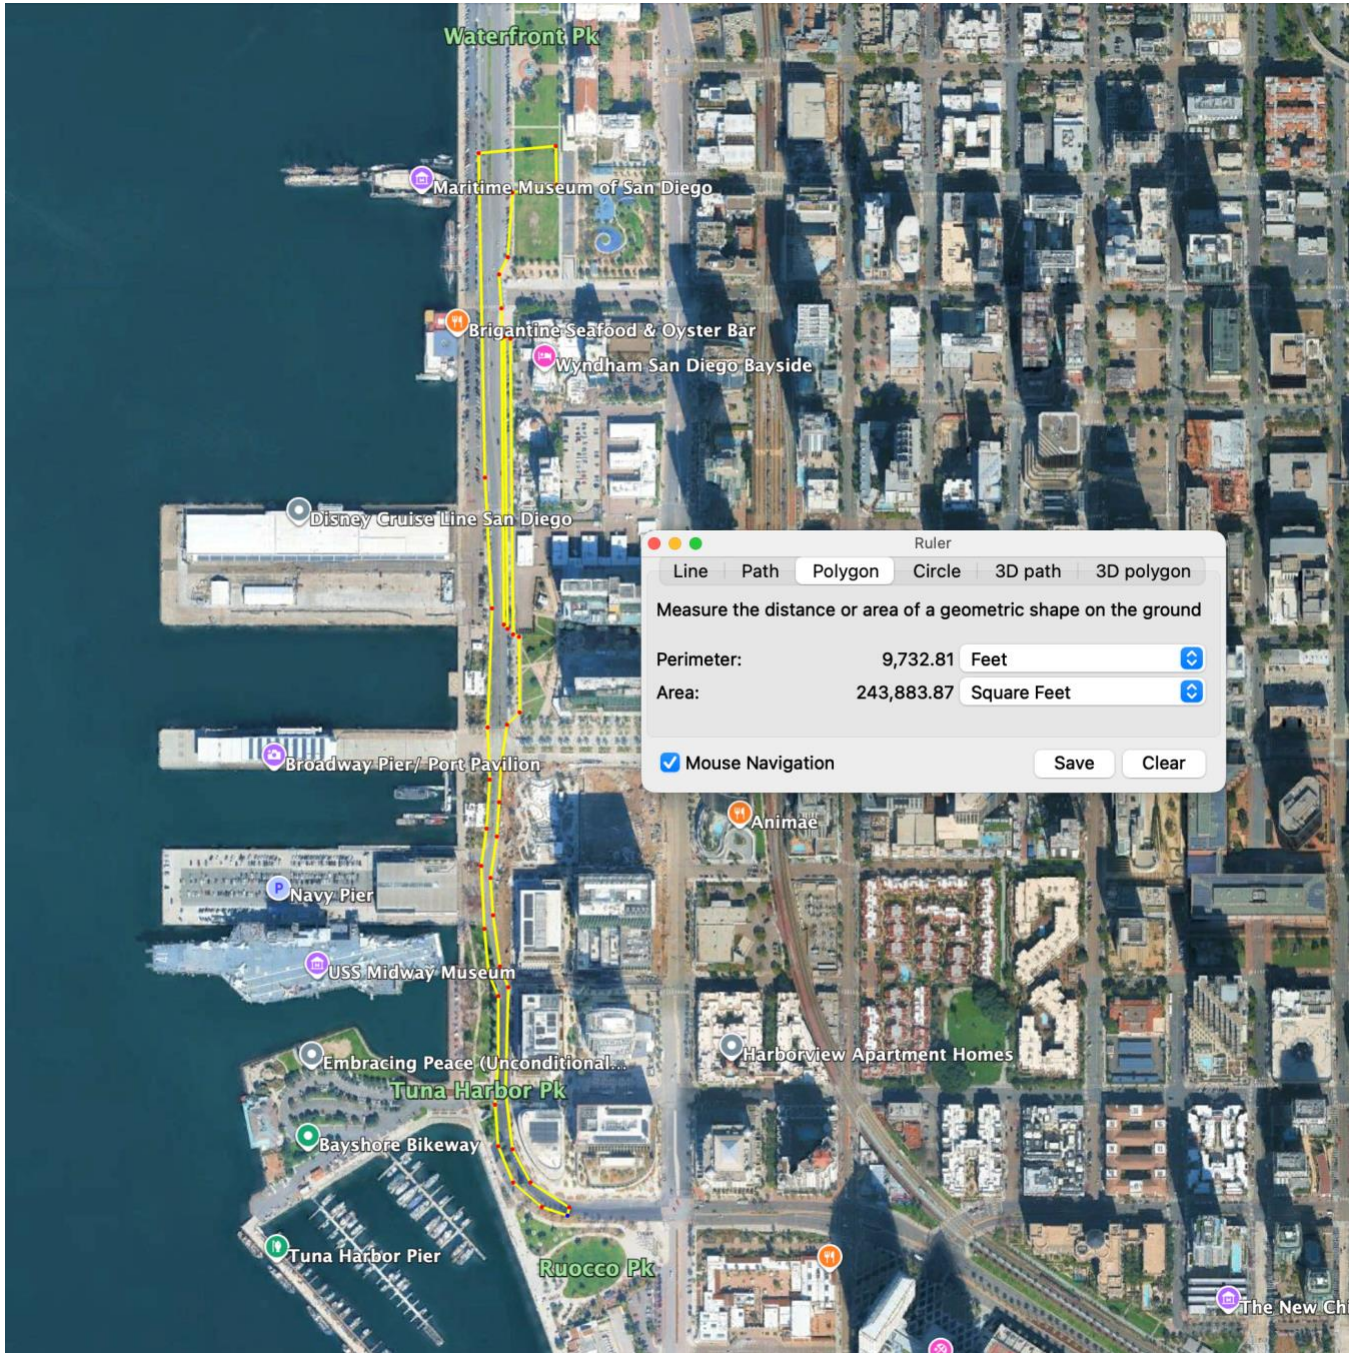 Waterfront Pk
Maritime Museum of San Diego
Brigantine Seafood & Oyster Bar
Wyndham San Diego Bayside
Disney Cruise Line San Diego
Ruler
Line Path Polygon Circle 3D path 3D polygon
Measure the distance or area of a geometric shape on the ground
Perimeter: 9,732.81 Feet
Area: 243,883.87 Square Feet
Mouse Navigation Save Clear
Broadway Pier/ Port Pavilion
Animae
P
Navy Pier
USS Midway Museum
Embracing Peace (Unconditional...
Harborview Apartment Homes
Tuna Harbor Pk
Bayshore Bikeway
Tuna Harbor Pier
Ruocco Pk
The New Chi